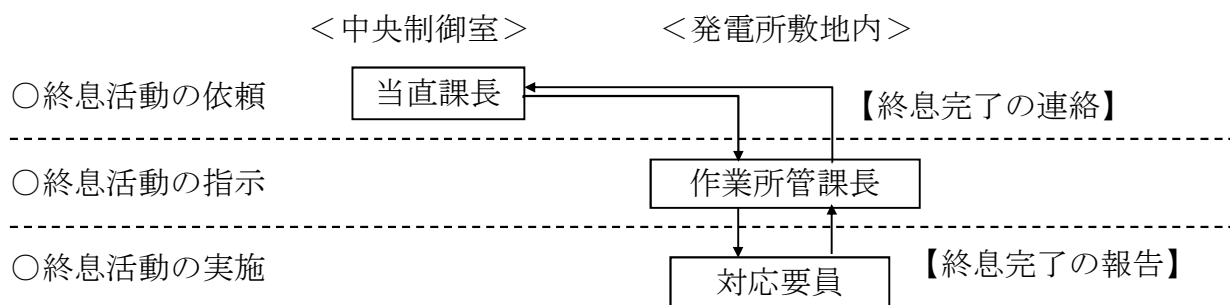 ＜中央制御室＞ ＜発電所敷地内＞
○終息活動の依頼 当直課長 【終息完了の連絡】
○終息活動の指示 作業所管課長
○終息活動の実施 対応要員 【終息完了の報告】